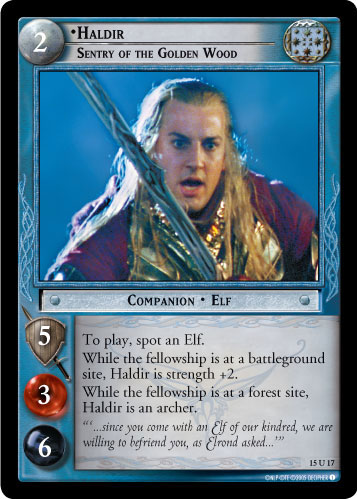 2
•Haldir
Sentry of the Golden Wood
Companion • Elf
5
3
6
To play, spot an Elf.
While the fellowship is at a battleground
site, Haldir is strength +2.
While the fellowship is at a forest site,
Haldir is an archer.
“‘...since you come with an Elf of our kindred, we are
willing to befriend you, as Elrond asked...’”
15 U 17